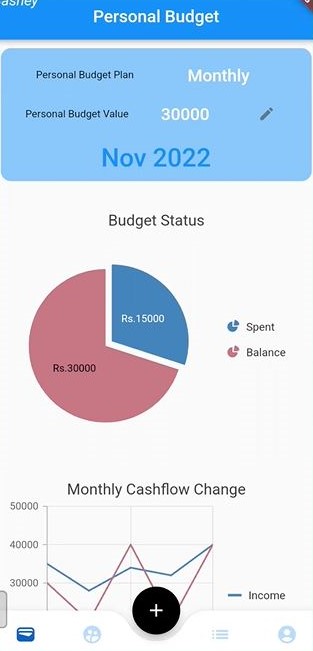 Personal Budget
Personal Budget Plan Monthly
Personal Budget Value 30000
Nov 2022
Budget Status
Rs.15000
Spent
Balance
Rs.30000
Monthly Cashflow Change
50000
40000
30000
Income